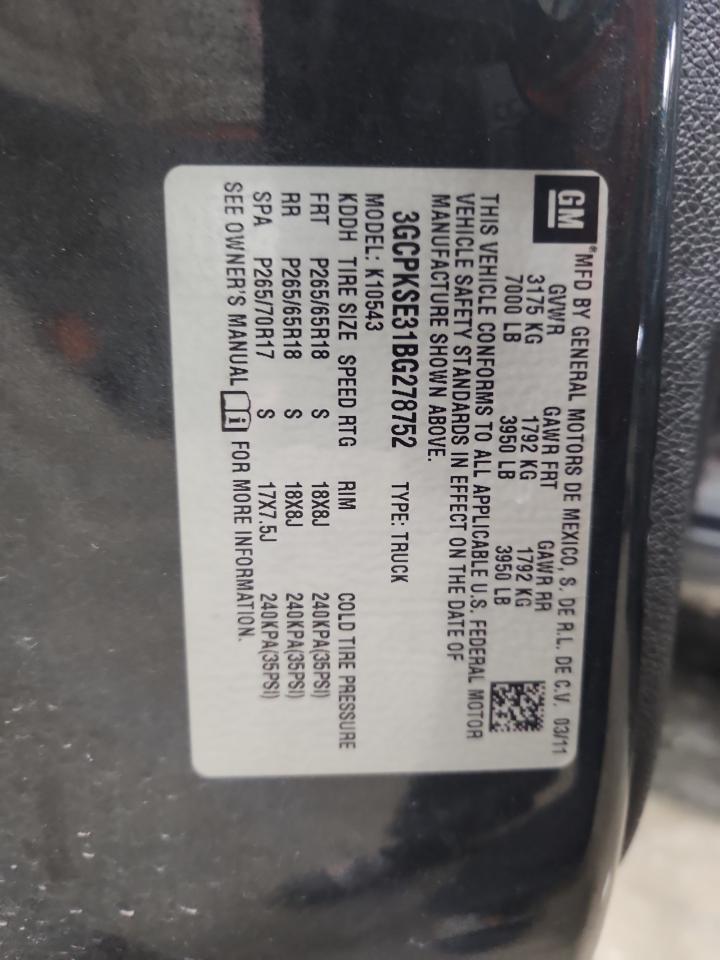 GM
*MFD BY GENERAL MOTORS DE MEXICO, S. DE R.L. DE C.V. 03/11
GVWR GAWR FRT GAWR RR
3175 KG 1792 KG 1792 KG
7000 LB 3950 LB 3950 LB
THIS VEHICLE CONFORMS TO ALL APPLICABLE U.S. FEDERAL MOTOR
VEHICLE SAFETY STANDARDS IN EFFECT ON THE DATE OF
MANUFACTURE SHOWN ABOVE.
3GCPKSE31BG278752 TYPE: TRUCK
MODEL: K10543
KDDH TIRE SIZE SPEED RTG RIM COLD TIRE PRESSURE
FRT P265/65R18 S 18X8J 240KPA(35PSI)
RR P265/65R18 S 18X8J 240KPA(35PSI)
SPA P265/70R17 S 17X7.5J 240KPA(35PSI)
SEE OWNER'S MANUAL FOR MORE INFORMATION.